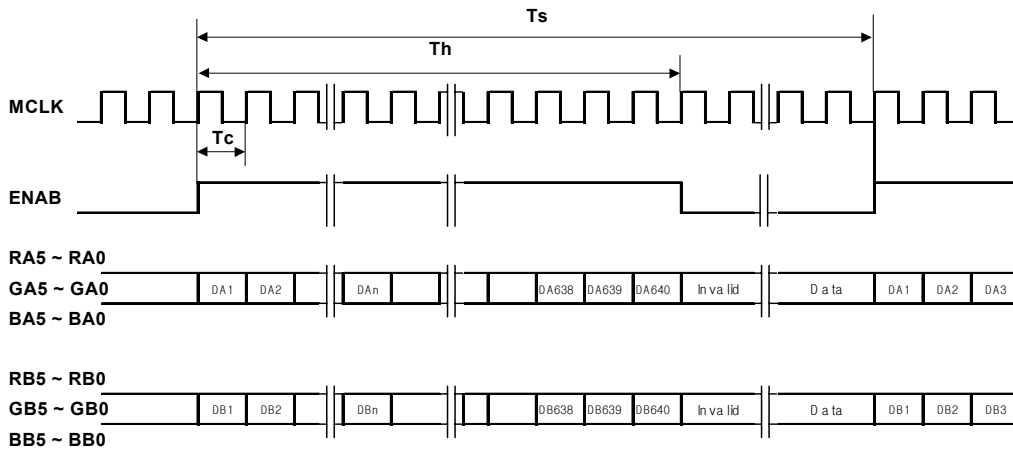 Ts
Th
MCLK
Tc
ENAB
RA5 ~ RA0
GA5 ~ GA0
BA5 ~ BA0
DA1 DA2 DAn DA638 DA639 DA640 Invalid Data DA1 DA2 DA3
RB5 ~ RB0
GB5 ~ GB0
BB5 ~ BB0
DB1 DB2 DBn DB638 DB639 DB640 Invalid Data DB1 DB2 DB3